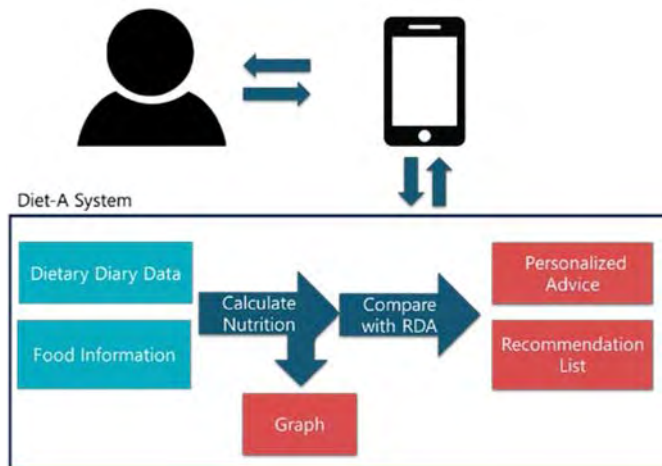 Diet-A System
Dietary Diary Data
Food Information
Calculate
Nutrition
Compare
with RDA
Graph
Personalized
Advice
Recommendation
List